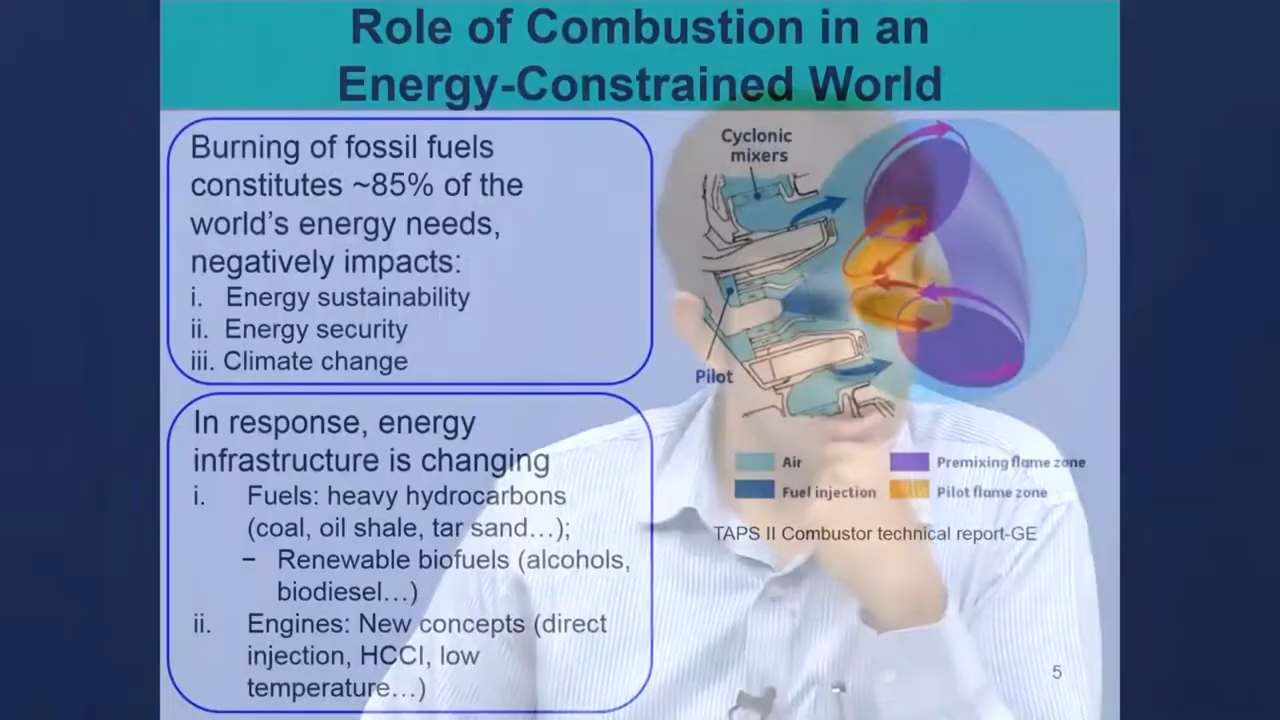 Role of Combustion in an
Energy-Constrained World
Burning of fossil fuels
constitutes ~85% of the
world's energy needs,
negatively impacts:
i. Energy sustainability
ii. Energy security
iii. Climate change
In response, energy
infrastructure is changing
i. Fuels: heavy hydrocarbons
(coal, oil shale, tar sand…);
− Renewable biofuels (alcohols,
biodiesel…)
ii. Engines: New concepts (direct
injection, HCCI, low
temperature…)
Cyclonic
mixers
Pilot
Air
Premixing flame zone
Fuel injection
Pilot flame zone
TAPS II Combustor technical report-GE
5